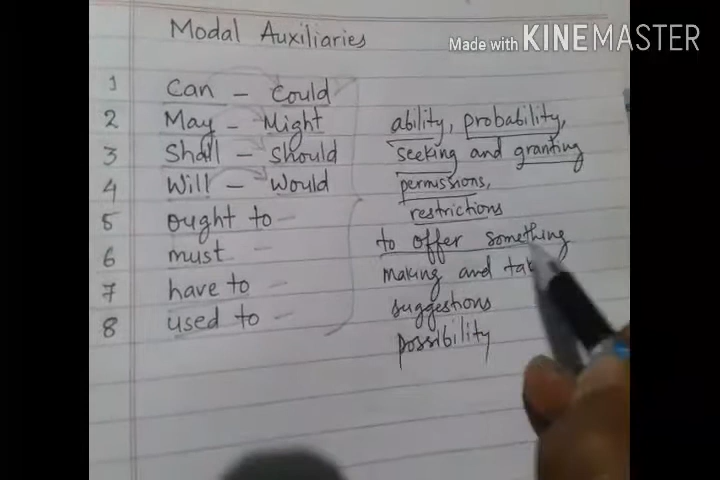 Modal Auxiliaries
Made with KINEMASTER
1 Can – Could
2 May – Might
3 Shall – Should
4 Will – Would
5 ought to –
6 must –
7 have to –
8 used to –
ability, probability,
seeking and granting
permissions,
restrictions
to offer something
making and
suggestions
possibility